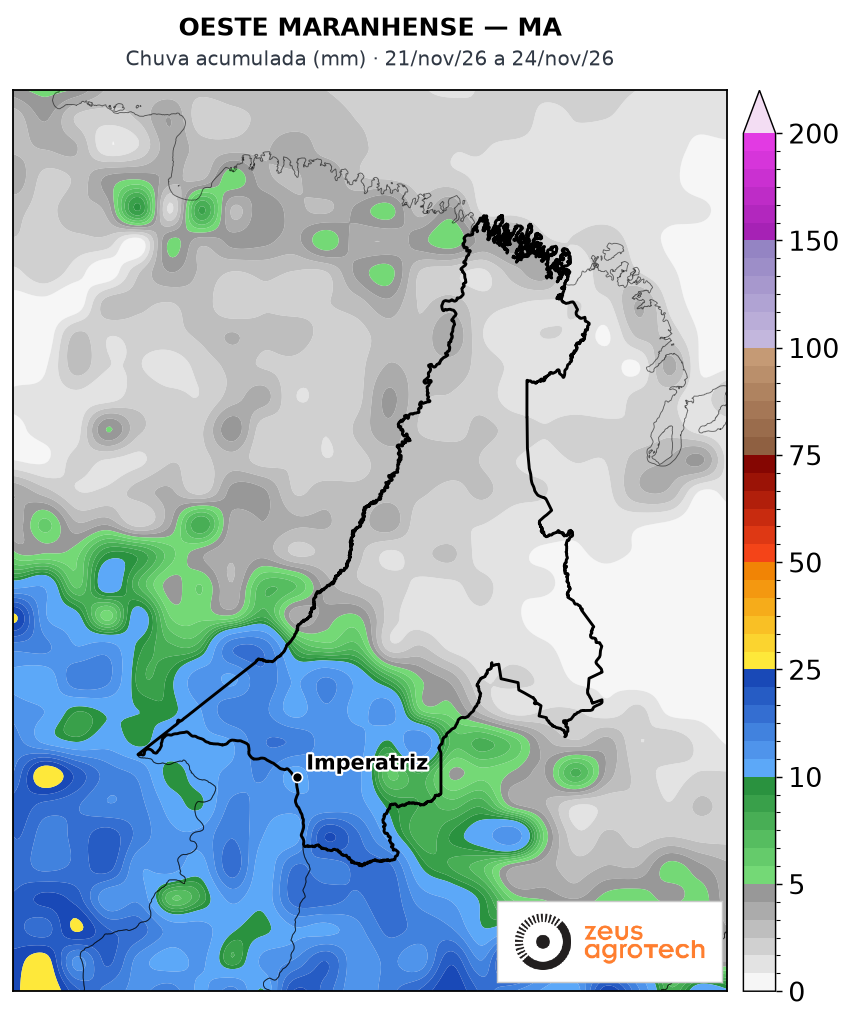 OESTE MARANHENSE — MA
Chuva acumulada (mm) · 21/nov/26 a 24/nov/26
200
150
100
75
50
25
10
5
0
Imperatriz
zeus
agrotech